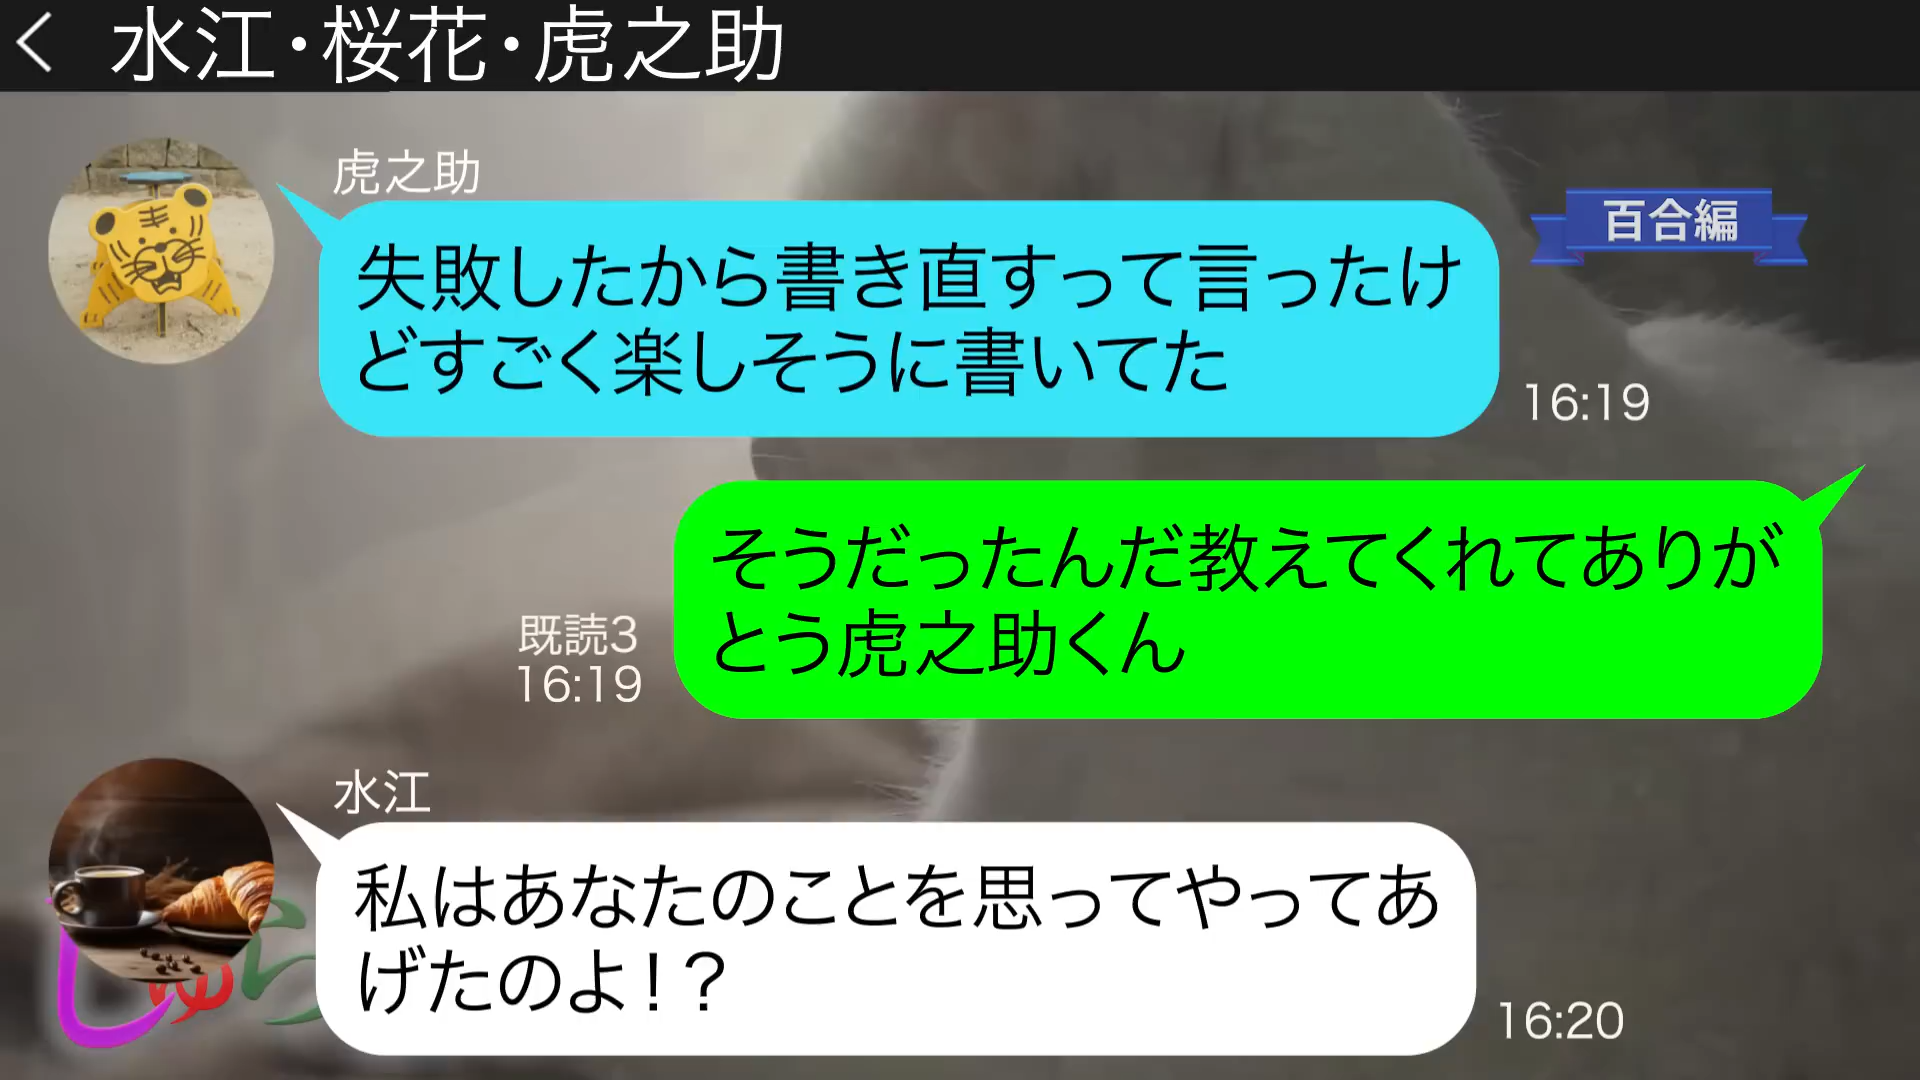 水江・桜花・虎之助
虎之助
百合編
失敗したから書き直すって言ったけ
どすごく楽しそうに書いてた
16:19
そうだったんだ教えてくれてありが
とう虎之助くん
既読3
16:19
水江
私はあなたのことを思ってやってあ
げたのよ！？
16:20
しゅら